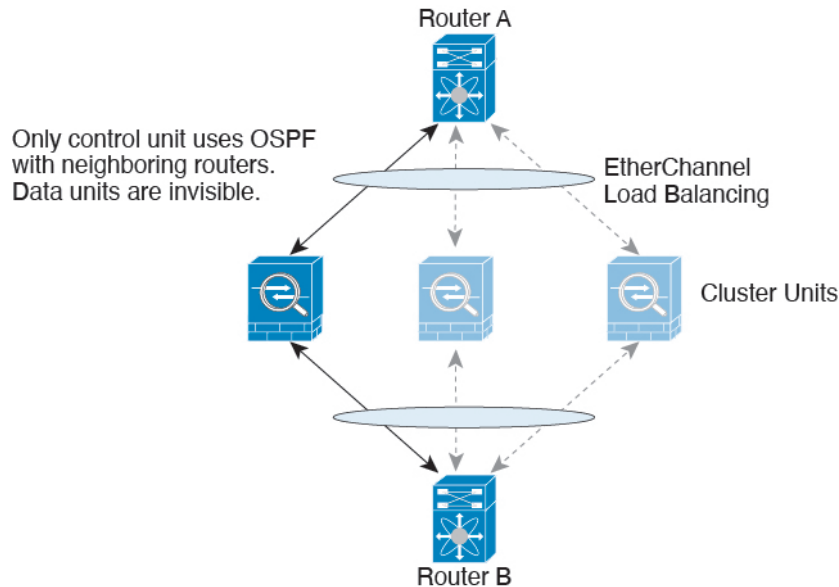 Router A
Only control unit uses OSPF
with neighboring routers.
Data units are invisible.
EtherChannel
Load Balancing
Cluster Units
Router B